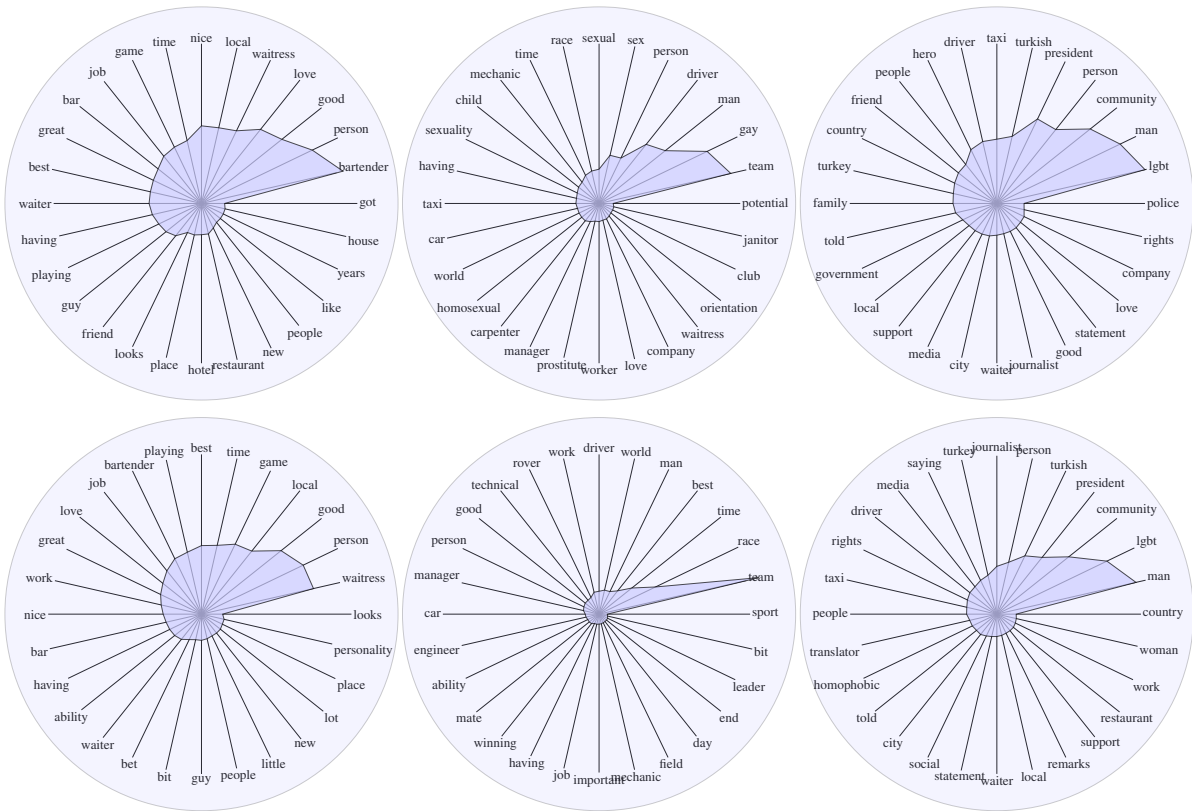 nice
local
waitress
love
good
person
bartender
got
house
years
like
people
new
restaurant
hotel
place
looks
friend
guy
playing
having
waiter
best
great
bar
job
game
time
sexual
sex
person
driver
man
gay
team
potential
janitor
club
orientation
waitress
company
love
worker
prostitute
manager
carpenter
homosexual
world
car
taxi
having
sexuality
child
mechanic
time
race
taxi
turkish
president
person
community
man
lgbt
police
rights
company
love
statement
good
journalist
waiter
city
media
support
local
government
told
family
turkey
country
friend
people
hero
driver
best
time
game
local
good
person
waitress
looks
personality
place
lot
new
little
people
guy
bit
bet
waiter
ability
having
bar
nice
work
great
love
job
bartender
playing
driver
world
man
best
time
race
team
sport
bit
leader
end
day
field
mechanic
important
job
having
winning
mate
ability
engineer
car
manager
person
good
technical
rover
work
journalist
person
turkish
president
community
lgbt
man
country
woman
work
restaurant
support
remarks
local
waiter
statement
social
city
told
homophobic
translator
people
taxi
rights
driver
media
saying
turkey